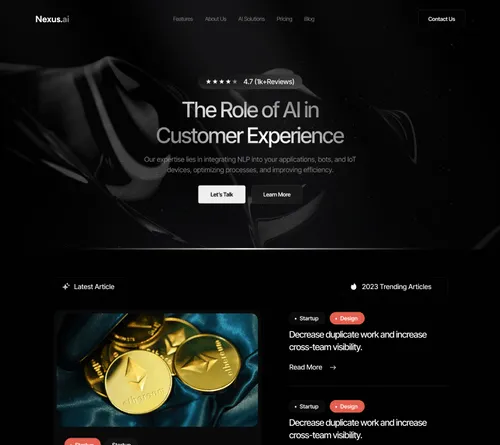 Nexus.ai
Features About Us AI Solutions Pricing Blog
Contact Us
4.7 (1k+Reviews)
The Role of AI in
Customer Experience
Our expertise lies in integrating NLP into your applications, bots, and IoT
devices, optimizing processes, and improving efficiency.
Let's Talk
Learn More
Latest Article
2023 Trending Articles
Startup
Design
Decrease duplicate work and increase
cross-team visibility.
Read More →
Startup
Design
Decrease duplicate work and increase
cross-team visibility.
Startup
Startup